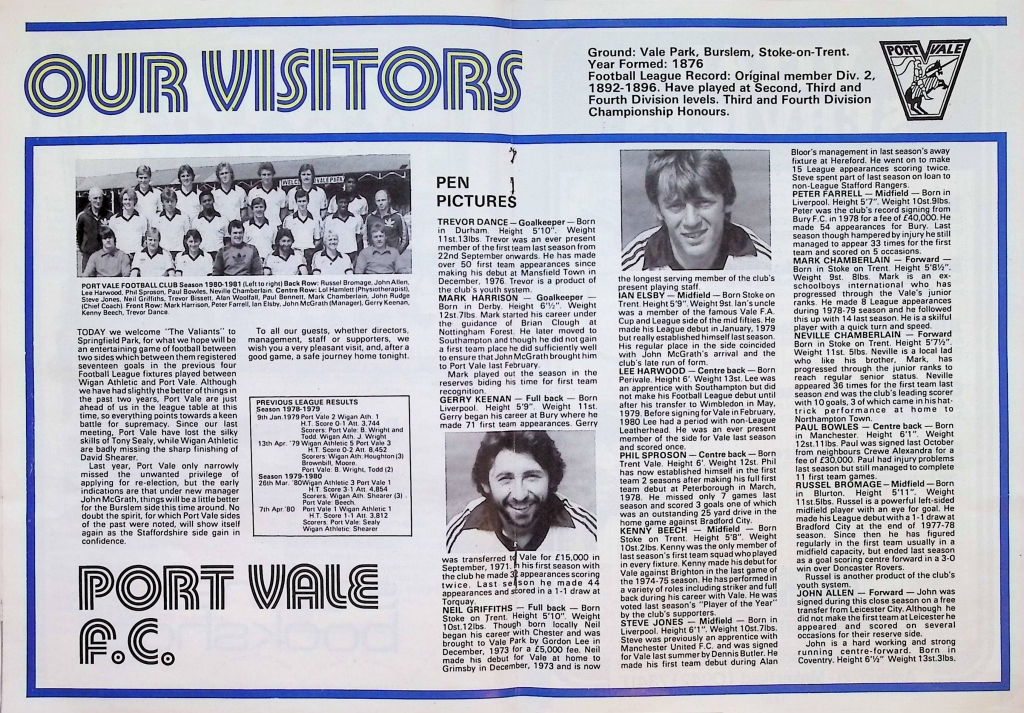 OUR VISITORS
Ground: Vale Park, Burslem, Stoke-on-Trent.
Year Formed: 1876
Football League Record: Original member Div. 2,
1892-1896. Have played at Second, Third and
Fourth Division levels. Third and Fourth Division
Championship Honours.
PORT VALE
PORT VALE FOOTBALL CLUB Season 1980-1981 (Left to right) Back Row: Russel Bromage, John Allen,
Lee Harwood, Phil Sproson, Paul Bowles, Neville Chamberlain. Centre Row: Lol Hamlett (Physiotherapist),
Steve Jones, Neil Griffiths, Trevor Bissett, Alan Woolfall, Paul Bennett, Mark Chamberlain, John Rudge
(Chief Coach). Front Row: Mark Harrison, Peter Farrell, Ian Elsby, John McGrath (Manager), Gerry Keenan,
Kenny Beech, Trevor Dance.
TODAY we welcome "The Valiants" to
Springfield Park, for what we hope will be
an entertaining game of football between
two sides which between them registered
seventeen goals in the previous four
Football League fixtures played between
Wigan Athletic and Port Vale. Although
we have had slightly the better of things in
the past two years, Port Vale are just
ahead of us in the league table at this
time, so everything points towards a keen
battle for supremacy. Since our last
meeting, Port Vale have lost the silky
skills of Tony Sealy, while Wigan Athletic
are badly missing the sharp finishing of
David Shearer.
Last year, Port Vale only narrowly
missed the unwanted privilege of
applying for re-election, but the early
indications are that under new manager
John McGrath, things will be a little better
for the Burslem side this time around. No
doubt the spirit, for which Port Vale sides
of the past were noted, will show itself
again as the Staffordshire side gain in
confidence.
To all our guests, whether directors,
management, staff or supporters, we
wish you a very pleasant visit, and, after a
good game, a safe journey home tonight.
PREVIOUS LEAGUE RESULTS
Season 1978-1979
9th Jan.1979 Port Vale 2 Wigan Ath. 1
H.T. Score 0-1 Att. 3,744
Scorers: Port Vale: B. Wright and
Todd. Wigan Ath. J. Wright
13th Apr. '79 Wigan Athletic 5 Port Vale 3
H.T. Score 0-2 Att. 8,452
Scorers: Wigan Ath: Houghton (3)
Brownbill, Moore.
Port Vale: B. Wright, Todd (2)
Season 1979-1980
26th Mar. '80 Wigan Athletic 3 Port Vale 1
H.T. Score 3-1 Att. 4,854
Scorers. Wigan Ath. Shearer (3)
Port Vale: Beech.
7th Apr. '80 Port Vale 1 Wigan Athletic 1
H.T. Score 1-1 Att. 3,812
Scorers. Port Vale: Sealy
Wigan Athletic: Shearer
PORT VALE
F.C.
PEN
PICTURES
TREVOR DANCE — Goalkeeper — Born
in Durham. Height 5'10". Weight
11st.13lbs. Trevor was an ever present
member of the first team last season from
22nd September onwards. He has made
over 50 first team appearances since
making his debut at Mansfield Town in
December, 1976. Trevor is a product of
the club's youth system.
MARK HARRISON — Goalkeeper —
Born in Derby. Height 6'½". Weight
12st.7lbs. Mark started his career under
the guidance of Brian Clough at
Nottingham Forest. He later moved to
Southampton and though he did not gain
a first team place he did sufficiently well
to ensure that John McGrath brought him
to Port Vale last February.
Mark played out the season in the
reserves biding his time for first team
recognition.
GERRY KEENAN — Full back — Born
Liverpool. Height 5'9". Weight 11st.
Gerry began his career at Bury where he
made 71 first team appearances. Gerry
was transferred to Vale for £15,000 in
September, 1971. In his first season with
the club he made appearances scoring
twice. Last season he made 44
appearances and scored in a 1-1 draw at
Torquay.
NEIL GRIFFITHS — Full back — Born
Stoke on Trent. Height 5'10". Weight
10st.12lbs. Though born locally Neil
began his career with Chester and was
brought to Vale Park by Gordon Lee in
December, 1973 for a £5,000 fee. Neil
made his debut for Vale at home to
Grimsby in December, 1973 and is now
the longest serving member of the club's
present playing staff.
IAN ELSBY — Midfield — Born Stoke on
Trent. Height 5'9". Weight 9st. Ian's uncle
was a member of the famous Vale F.A.
Cup and League side of the mid fifties. He
made his League debut in January, 1979
but really established himself last season.
His regular place in the side coincided
with John McGrath's arrival and the
club's late run of form.
LEE HARWOOD — Centre back — Born
Perivale. Height 6'. Weight 13st. Lee was
an apprentice with Southampton but did
not make his Football League debut until
after his transfer to Wimbledon in May,
1979. Before signing for Vale in February,
1980 Lee had a period with non-League
Leatherhead. He was an ever present
member of the side for Vale last season
and scored once.
PHIL SPROSON — Centre back — Born
Trent Vale. Height 6'. Weight 12st. Phil
has now established himself in the first
team 2 seasons after making his full first
team debut at Peterborough in March,
1978. He missed only 7 games last
season and scored 3 goals one of which
was an outstanding 25 yard drive in the
home game against Bradford City.
KENNY BEECH — Midfield — Born
Stoke on Trent. Height 5'8". Weight
10st.2lbs. Kenny was the only member of
last season's first team squad who played
in every fixture. Kenny made his debut for
Vale against Brighton in the last game of
the 1974-75 season. He has performed in
a variety of roles including striker and full
back during his career with Vale. He was
voted last season's "Player of the Year"
by the club's supporters.
STEVE JONES — Midfield — Born in
Liverpool. Height 6'1". Weight 10st.7lbs.
Steve was previously an apprentice with
Manchester United F.C. and was signed
for Vale last summer by Dennis Butler. He
made his first team debut during Alan
Bloor's management in last season's away
fixture at Hereford. He went on to make
15 League appearances scoring twice.
Steve spent part of last season on loan to
non-League Stafford Rangers.
PETER FARRELL — Midfield — Born in
Liverpool. Height 5'7". Weight 10st.9lbs.
Peter was the club's record signing from
Bury F.C. in 1978 for a fee of £40,000. He
made 54 appearances for Bury. Last
season though hampered by injury he still
managed to appear 33 times for the first
team and scored on 5 occasions.
MARK CHAMBERLAIN — Forward —
Born in Stoke on Trent. Height 5'8½".
Weight 9st. 8lbs. Mark is an ex-
schoolboys international who has
progressed through the Vale's junior
ranks. He made 8 League appearances
during 1978-79 season and he followed
this up with 14 last season. He is a skilful
player with a quick turn and speed.
NEVILLE CHAMBERLAIN — Forward
Born in Stoke on Trent. Height 5'7½".
Weight 11st. 5lbs. Neville is a local lad
who like his brother, Mark, has
progressed through the junior ranks to
reach regular senior status. Neville
appeared 36 times for the first team last
season and was the club's leading scorer
with 10 goals, 3 of which came in his hat-
trick performance at home to
Northampton Town.
PAUL BOWLES — Centre back — Born
in Manchester. Height 6'1". Weight
12st.11lbs. Paul was signed last October
from neighbours Crewe Alexandra for a
fee of £30,000. Paul had injury problems
last season but still managed to complete
11 first team games.
RUSSELL BROMAGE — Midfield — Born
in Blurton. Height 5'11". Weight
11st.5lbs. Russel is a powerful left-sided
midfield player with an eye for goal. He
made his League debut with a 1-1 draw at
Bradford City at the end of 1977-78
season. Since then he has figured
regularly in the first team usually in a
midfield capacity, but ended last season
as a goal scoring centre forward in a 3-0
win over Doncaster Rovers.
Russel is another product of the club's
youth system.
JOHN ALLEN — Forward — John was
signed during this close season on a free
transfer from Leicester City. Although he
did not make the first team at Leicester he
appeared and scored on several
occasions for their reserve side.
John is a hard working and strong
running centre-forward. Born in
Coventry. Height 6'½" Weight 13st.3lbs.